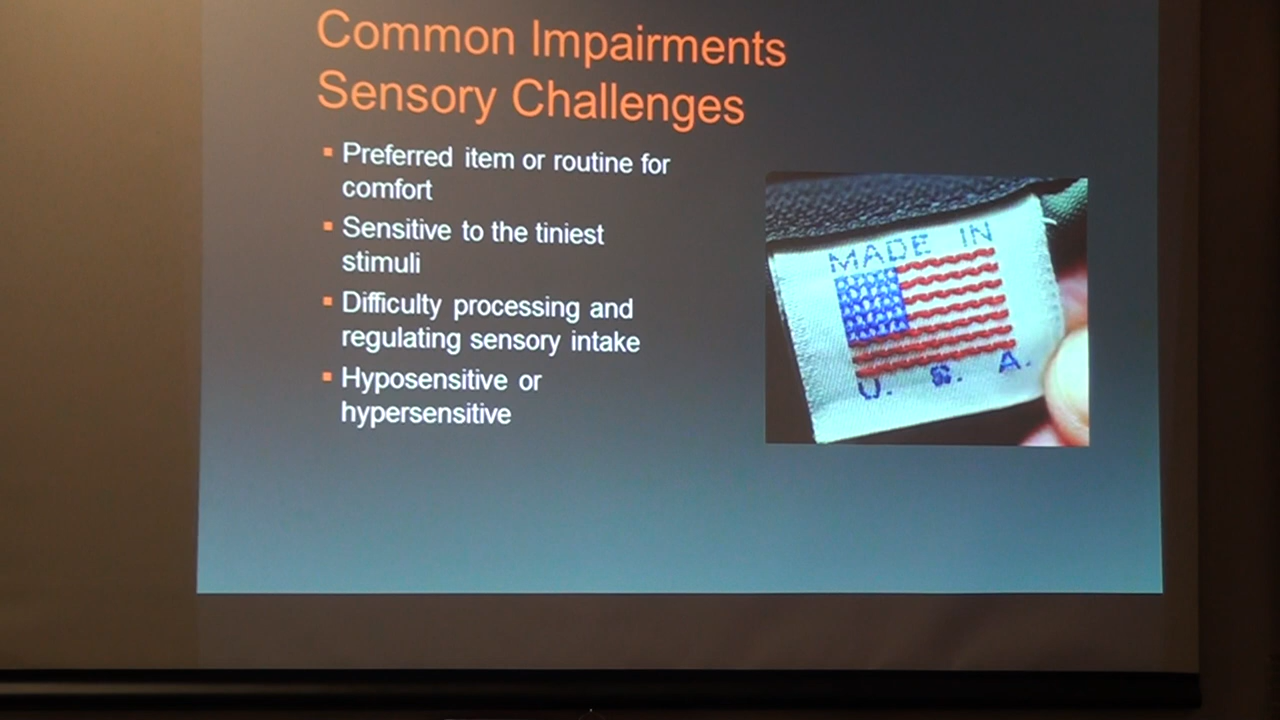 Common Impairments
Sensory Challenges
▪ Preferred item or routine for
comfort
▪ Sensitive to the tiniest
stimuli
▪ Difficulty processing and
regulating sensory intake
▪ Hyposensitive or
hypersensitive
MADE IN
U. S. A.